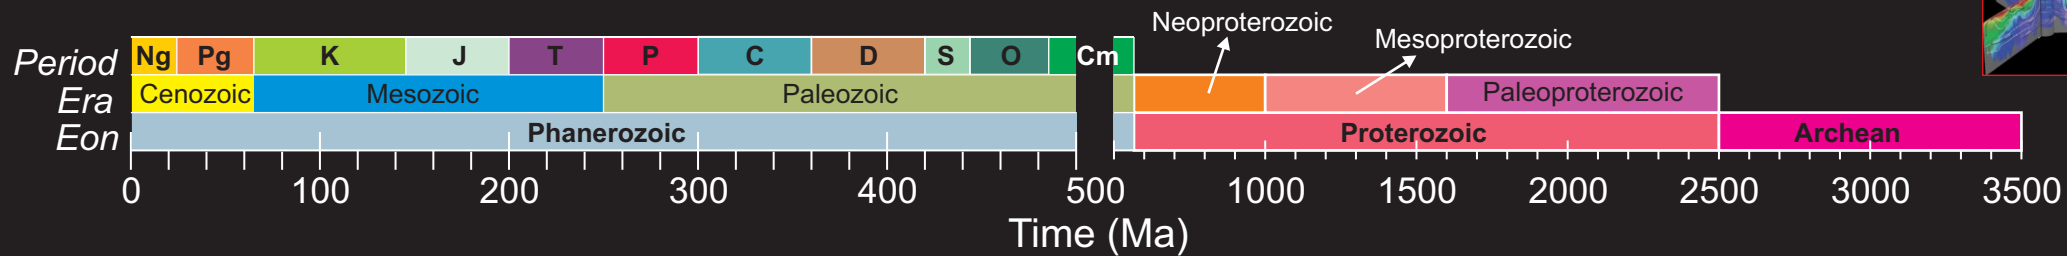 Neoproterozoic
Mesoproterozoic
Period Ng Pg K J T P C D S O Cm
Era Cenozoic Mesozoic Paleozoic Paleoproterozoic
Eon Phanerozoic Proterozoic Archean
0 100 200 300 400 500 1000 1500 2000 2500 3000 3500
Time (Ma)